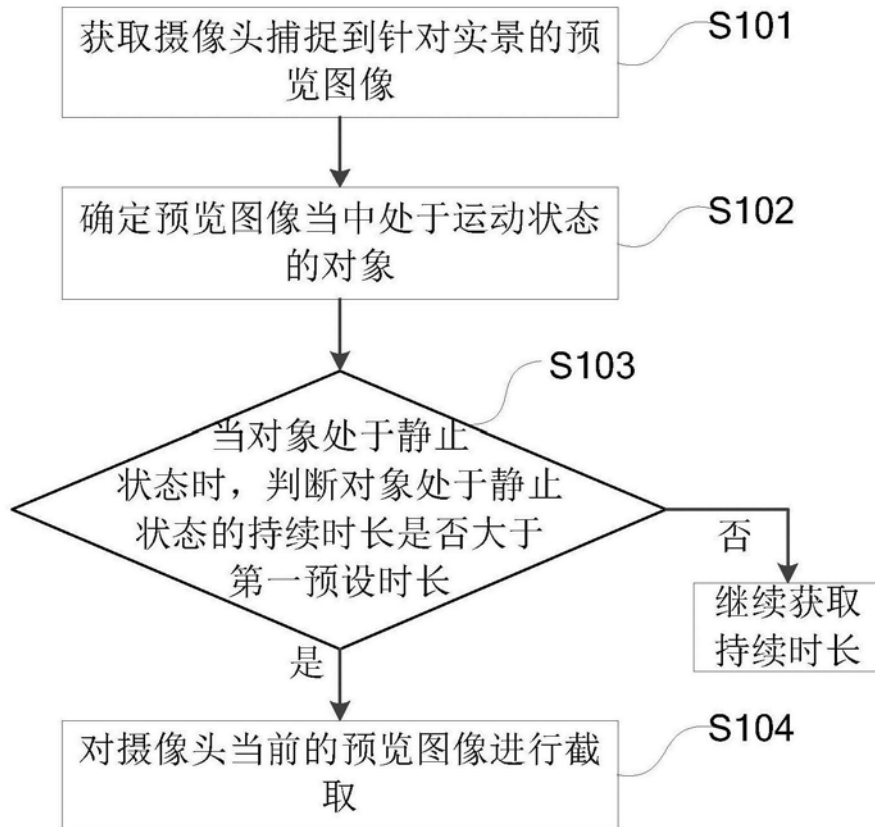 获取摄像头捕捉到针对实景的预
览图像
S101
确定预览图像当中处于运动状态
的对象
S102
S103
当对象处于静止
状态时，判断对象处于静止
状态的持续时长是否大于
第一预设时长
否
继续获取
持续时长
是
对摄像头当前的预览图像进行截
取
S104